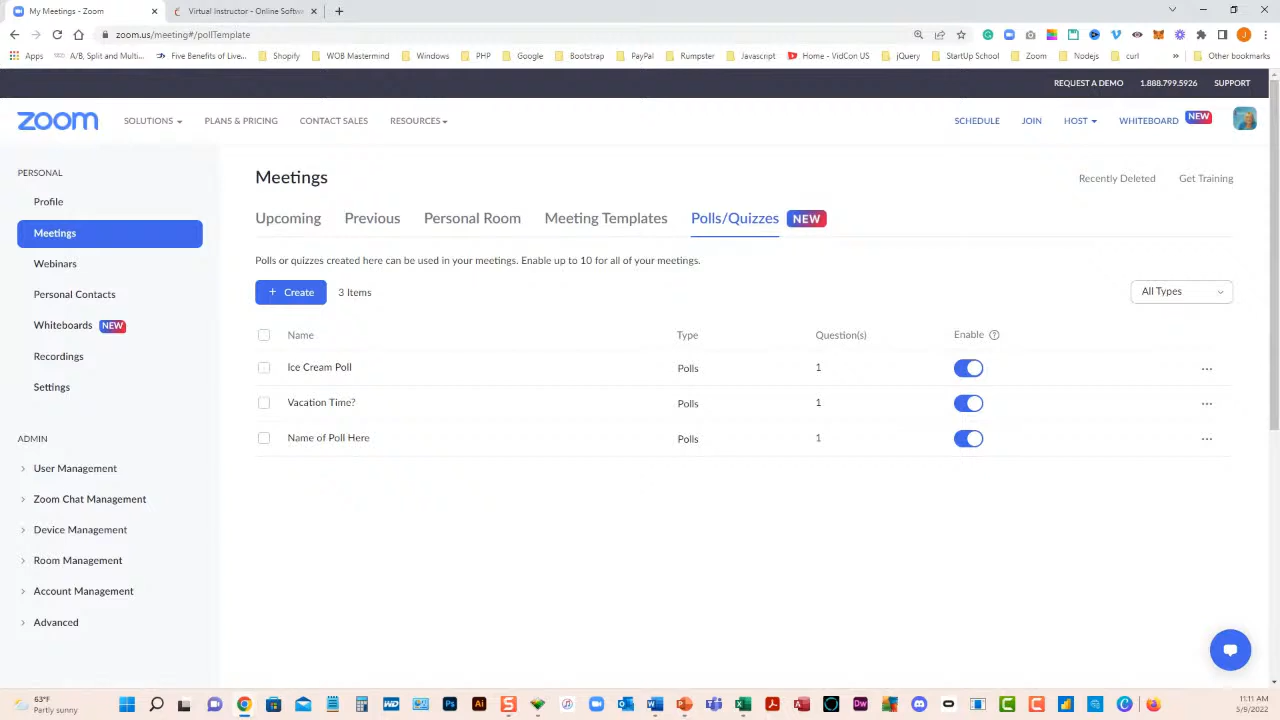 My Meetings - Zoom
Virtual Instructor - Online Softwa
zoom.us/meeting#/pollTemplate
Apps
A/B, Split and Multi...
Five Benefits of Live...
Shopify
WOB Mastermind
Windows
PHP
Google
Bootstrap
PayPal
Rumpster
Javascript
Home - VidCon US
jQuery
StartUp School
Zoom
Nodejs
curl
»
Other bookmarks
REQUEST A DEMO
1.888.799.5926
SUPPORT
zoom
SOLUTIONS
PLANS & PRICING
CONTACT SALES
RESOURCES
SCHEDULE
JOIN
HOST
WHITEBOARD
NEW
PERSONAL
Profile
Meetings
Webinars
Personal Contacts
Whiteboards NEW
Recordings
Settings
ADMIN
User Management
Zoom Chat Management
Device Management
Room Management
Account Management
Advanced
Meetings
Recently Deleted
Get Training
Upcoming
Previous
Personal Room
Meeting Templates
Polls/Quizzes NEW
Polls or quizzes created here can be used in your meetings. Enable up to 10 for all of your meetings.
+ Create
3 Items
All Types
Name Type Question(s) Enable
Ice Cream Poll Polls 1
Vacation Time? Polls 1
Name of Poll Here Polls 1
63°F
Partly sunny
11:11 AM
5/9/2022